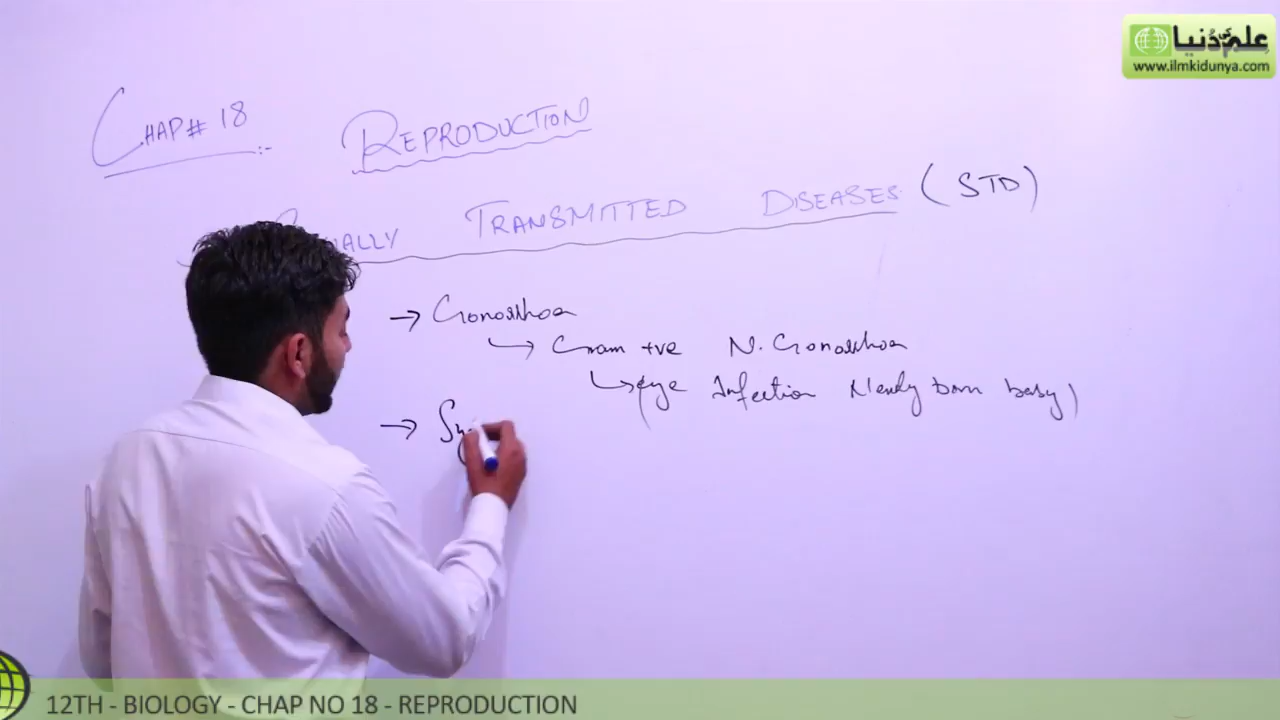 علم کی دنیا
www.ilmkidunya.com
CHAP# 18 :-
REPRODUCTION
TRANSMITTED DISEASES (STD)
→ Gonorrhoea
↳ Gram +ve N. Gonorrhoea
↳ (eye Infection Newly born baby)
→ Sy
12TH - BIOLOGY - CHAP NO 18 - REPRODUCTION